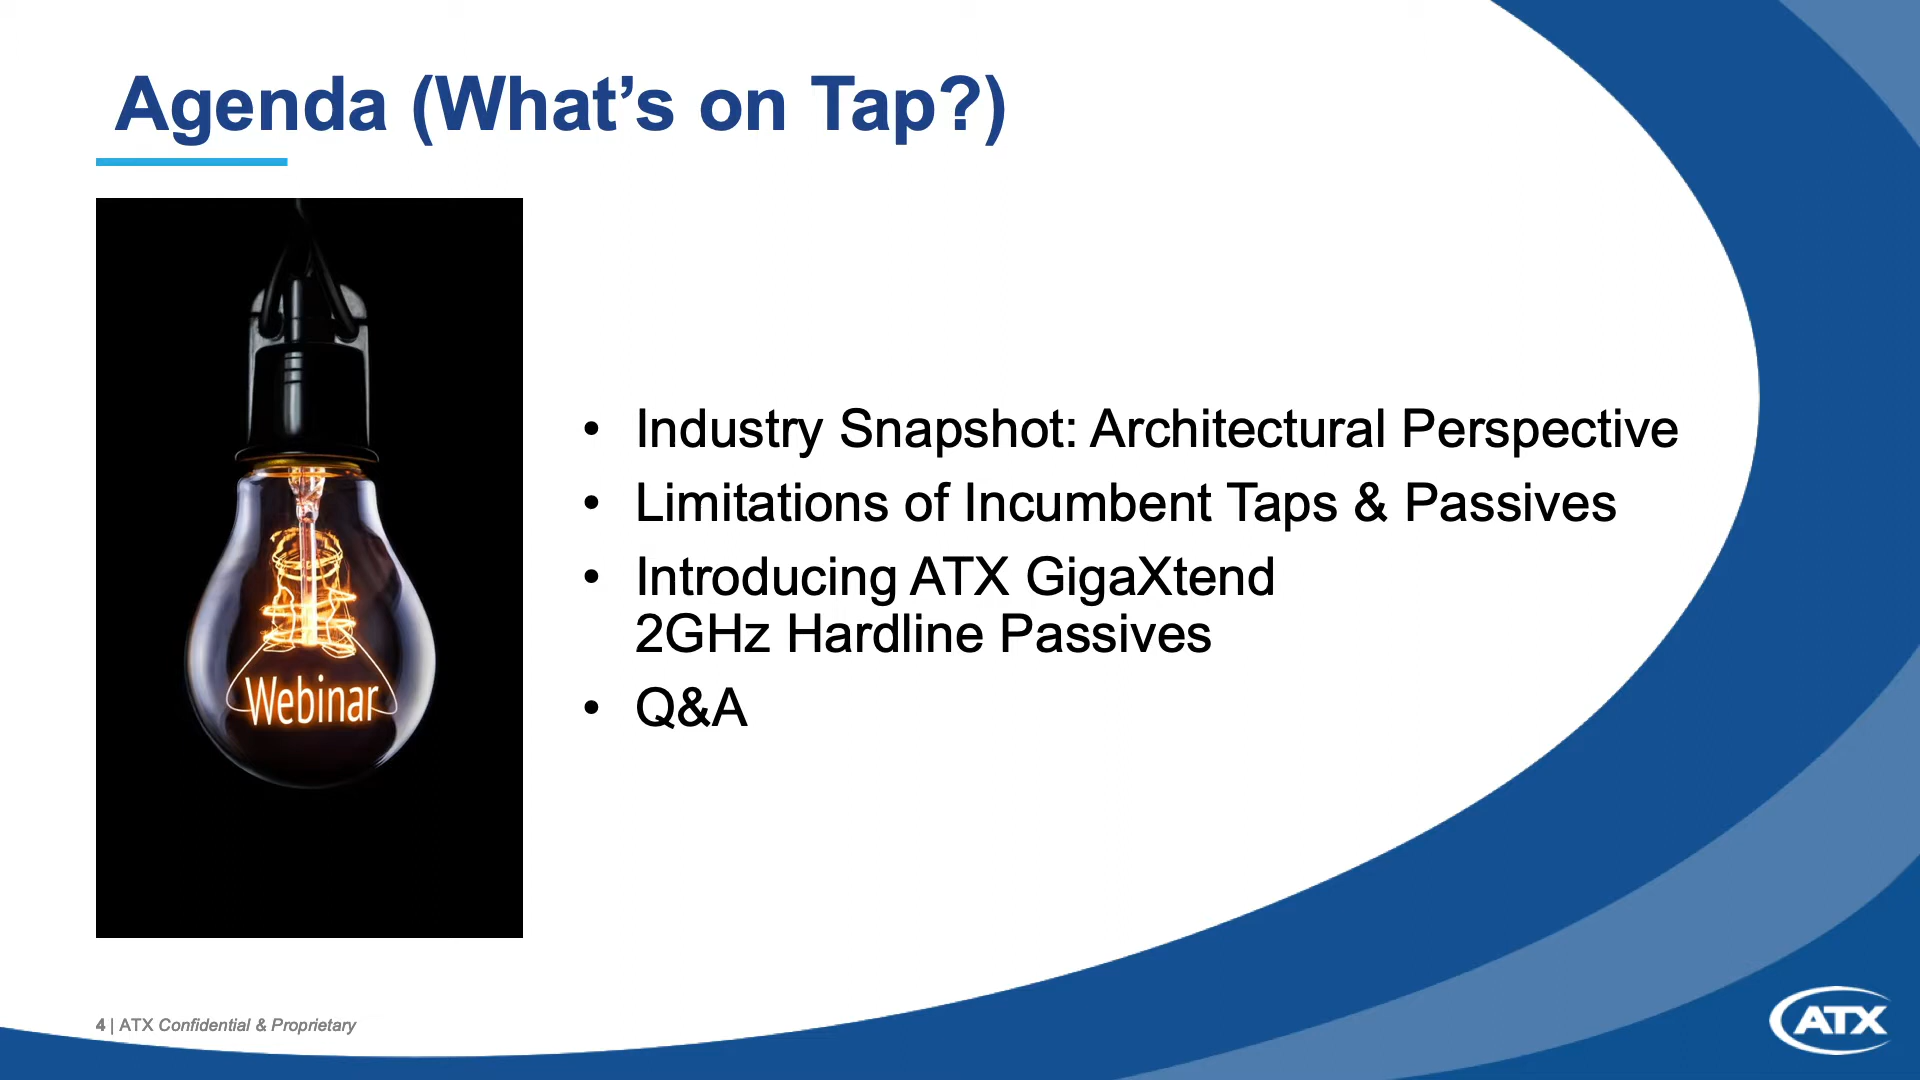 Agenda (What’s on Tap?)
Webinar
• Industry Snapshot: Architectural Perspective
• Limitations of Incumbent Taps & Passives
• Introducing ATX GigaXtend
2GHz Hardline Passives
• Q&A
4 | ATX Confidential & Proprietary
ATX